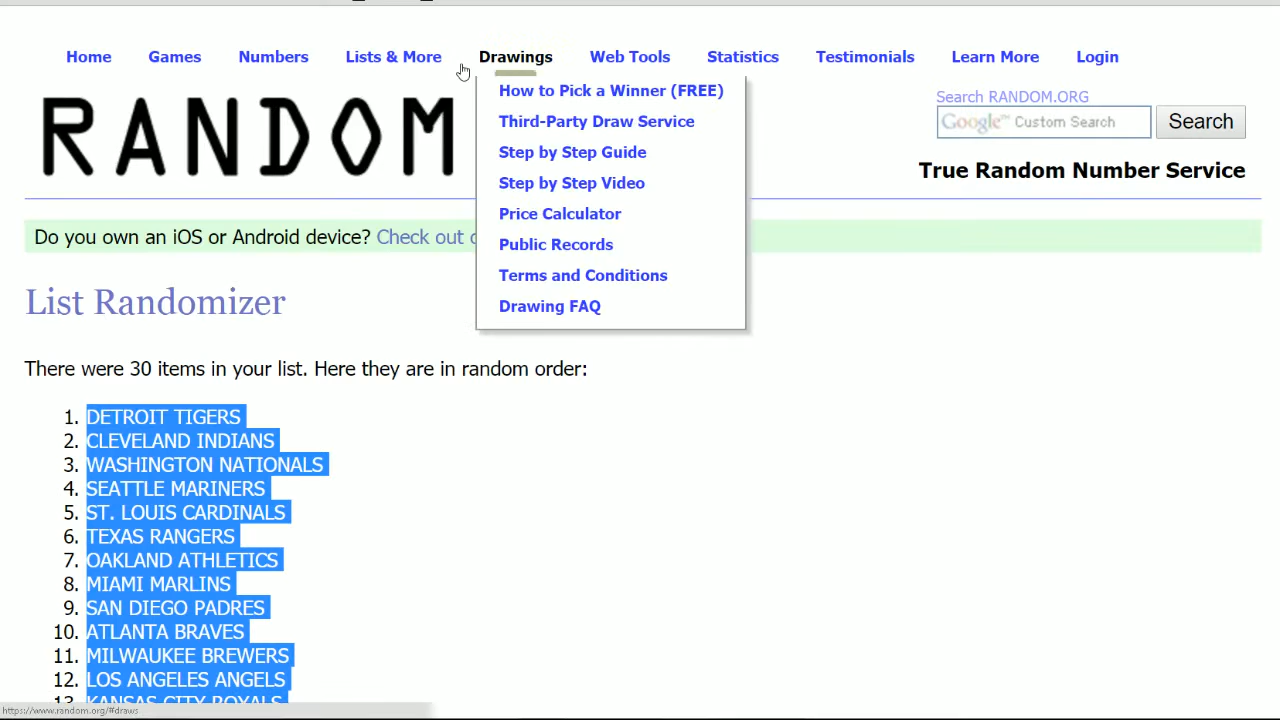 Home Games Numbers Lists & More Drawings Web Tools Statistics Testimonials Learn More Login
How to Pick a Winner (FREE)
Third-Party Draw Service
Step by Step Guide
Step by Step Video
Price Calculator
Public Records
Terms and Conditions
Drawing FAQ
RANDOM
Search RANDOM.ORG
Google™ Custom Search
Search
True Random Number Service
Do you own an iOS or Android device? Check out
List Randomizer
There were 30 items in your list. Here they are in random order:
1. DETROIT TIGERS
2. CLEVELAND INDIANS
3. WASHINGTON NATIONALS
4. SEATTLE MARINERS
5. ST. LOUIS CARDINALS
6. TEXAS RANGERS
7. OAKLAND ATHLETICS
8. MIAMI MARLINS
9. SAN DIEGO PADRES
10. ATLANTA BRAVES
11. MILWAUKEE BREWERS
12. LOS ANGELES ANGELS
13. KANSAS CITY ROYALS
https://www.random.org/#draws